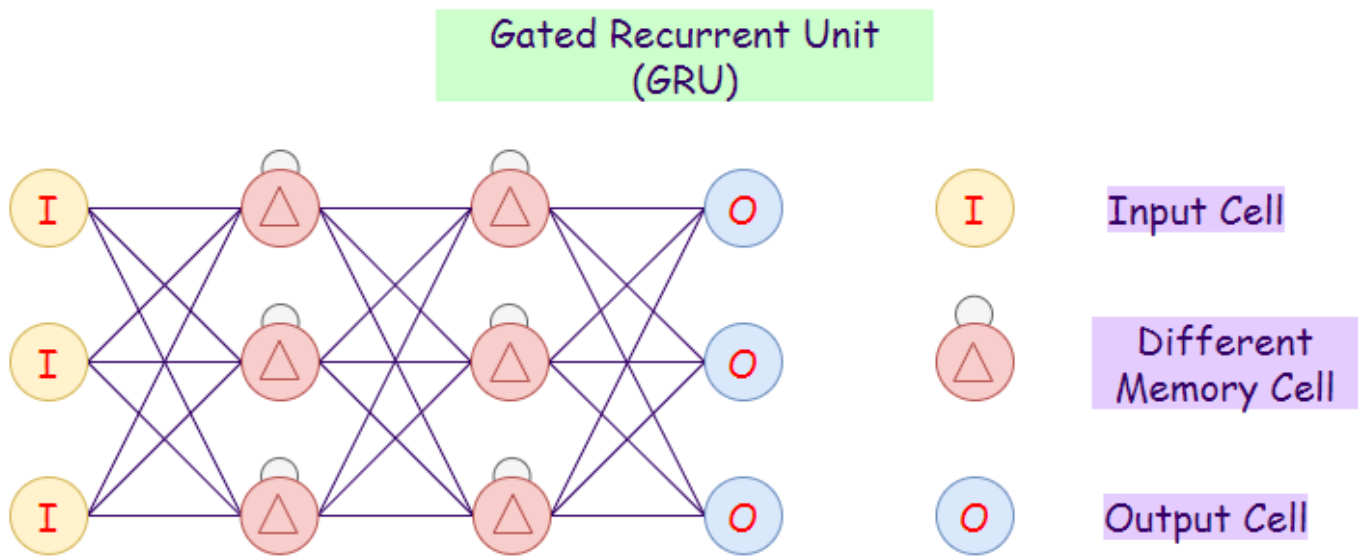 Gated Recurrent Unit
(GRU)
I
O
I
Input Cell
I
O
Different
Memory Cell
I
O
O
Output Cell